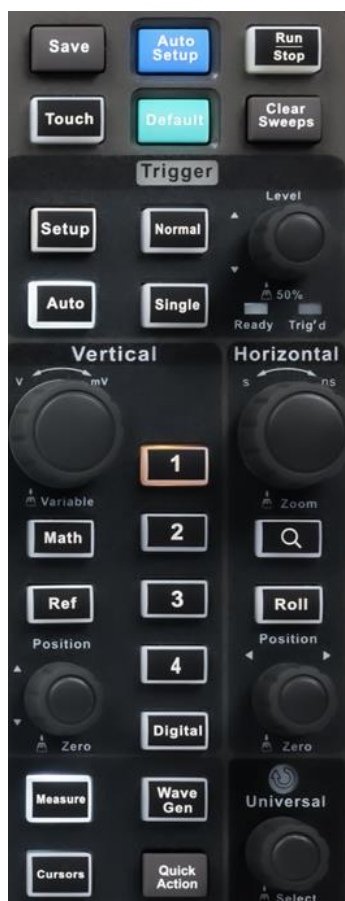 Save
Auto
Setup
Run
Stop
Touch
Default
Clear
Sweeps
Trigger
Setup
Normal
Level
Auto
Single
50%
Ready
Trig'd
Vertical
Horizontal
V
mV
s
ns
1
Variable
Zoom
Math
2
Ref
3
Roll
Position
4
Position
Digital
Zero
Zero
Measure
Wave
Gen
Universal
Cursors
Quick
Action
Select